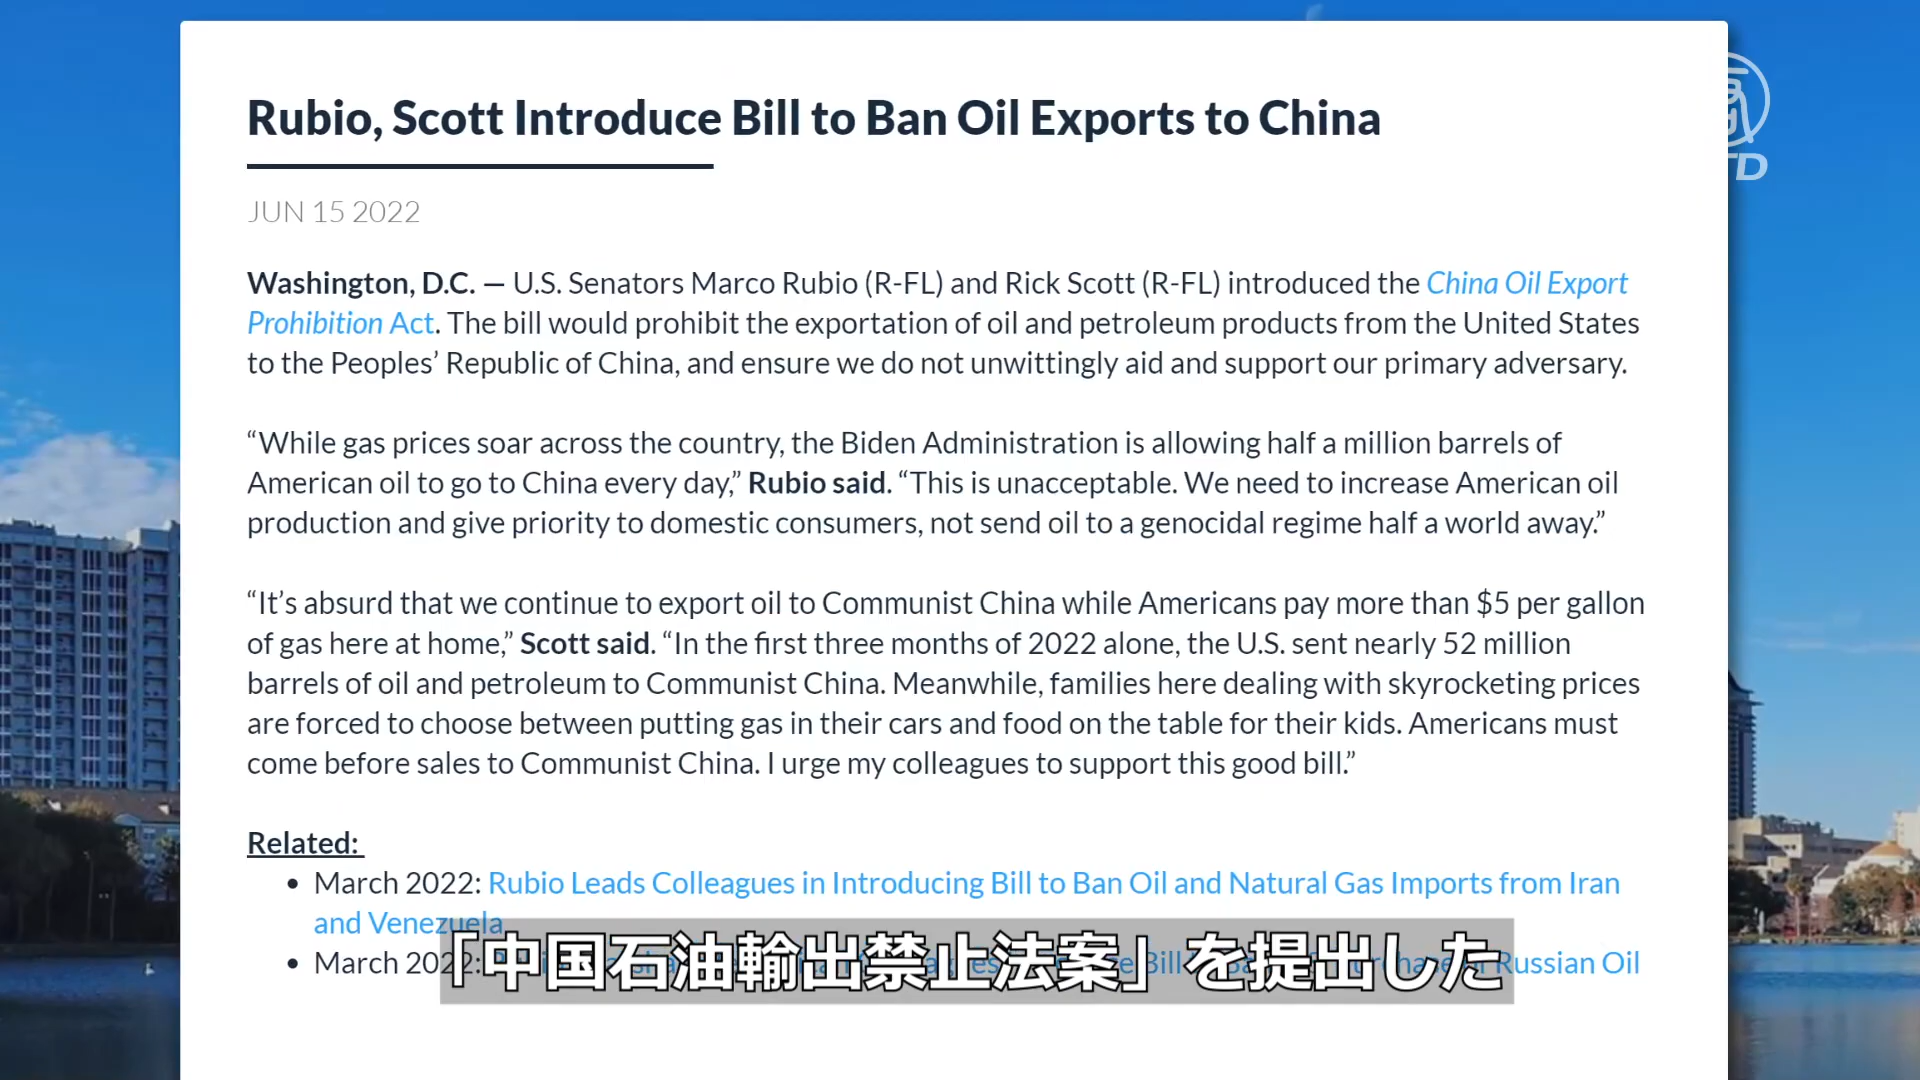 Rubio, Scott Introduce Bill to Ban Oil Exports to China
JUN 15 2022
Washington, D.C. — U.S. Senators Marco Rubio (R-FL) and Rick Scott (R-FL) introduced the China Oil Export
Prohibition Act. The bill would prohibit the exportation of oil and petroleum products from the United States
to the Peoples’ Republic of China, and ensure we do not unwittingly aid and support our primary adversary.
“While gas prices soar across the country, the Biden Administration is allowing half a million barrels of
American oil to go to China every day,” Rubio said. “This is unacceptable. We need to increase American oil
production and give priority to domestic consumers, not send oil to a genocidal regime half a world away.”
“It’s absurd that we continue to export oil to Communist China while Americans pay more than $5 per gallon
of gas here at home,” Scott said. “In the first three months of 2022 alone, the U.S. sent nearly 52 million
barrels of oil and petroleum to Communist China. Meanwhile, families here dealing with skyrocketing prices
are forced to choose between putting gas in their cars and food on the table for their kids. Americans must
come before sales to Communist China. I urge my colleagues to support this good bill.”
Related:
• March 2022: Rubio Leads Colleagues in Introducing Bill to Ban Oil and Natural Gas Imports from Iran
and Venezuela
• March 2022: Bill Russian Oil
「中国石油輸出禁止法案」を提出した